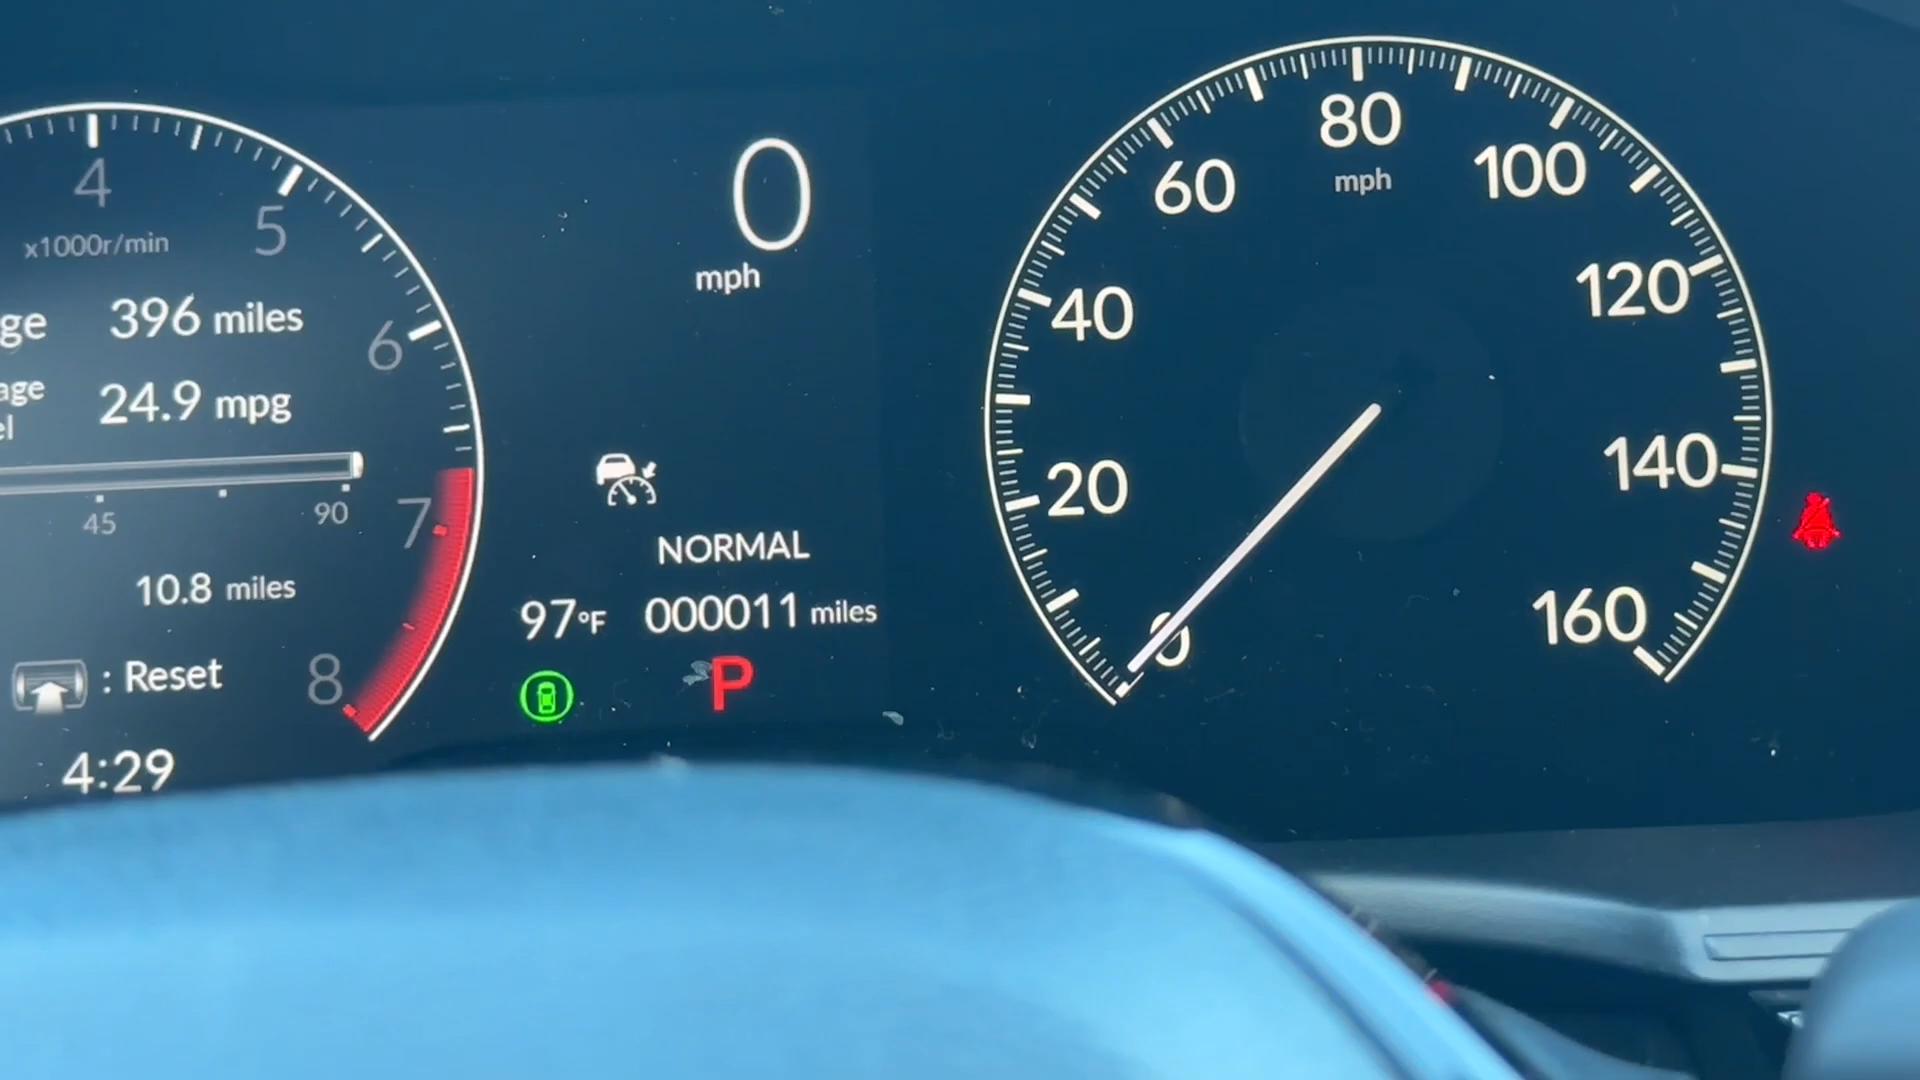 4
5
x1000r/min
ge 396 miles
6
age
el
24.9 mpg
45
90
7
10.8 miles
: Reset
8
4:29
0
mph
NORMAL
97°F 000011 miles
P
80
mph
60
100
40
120
20
140
0
160